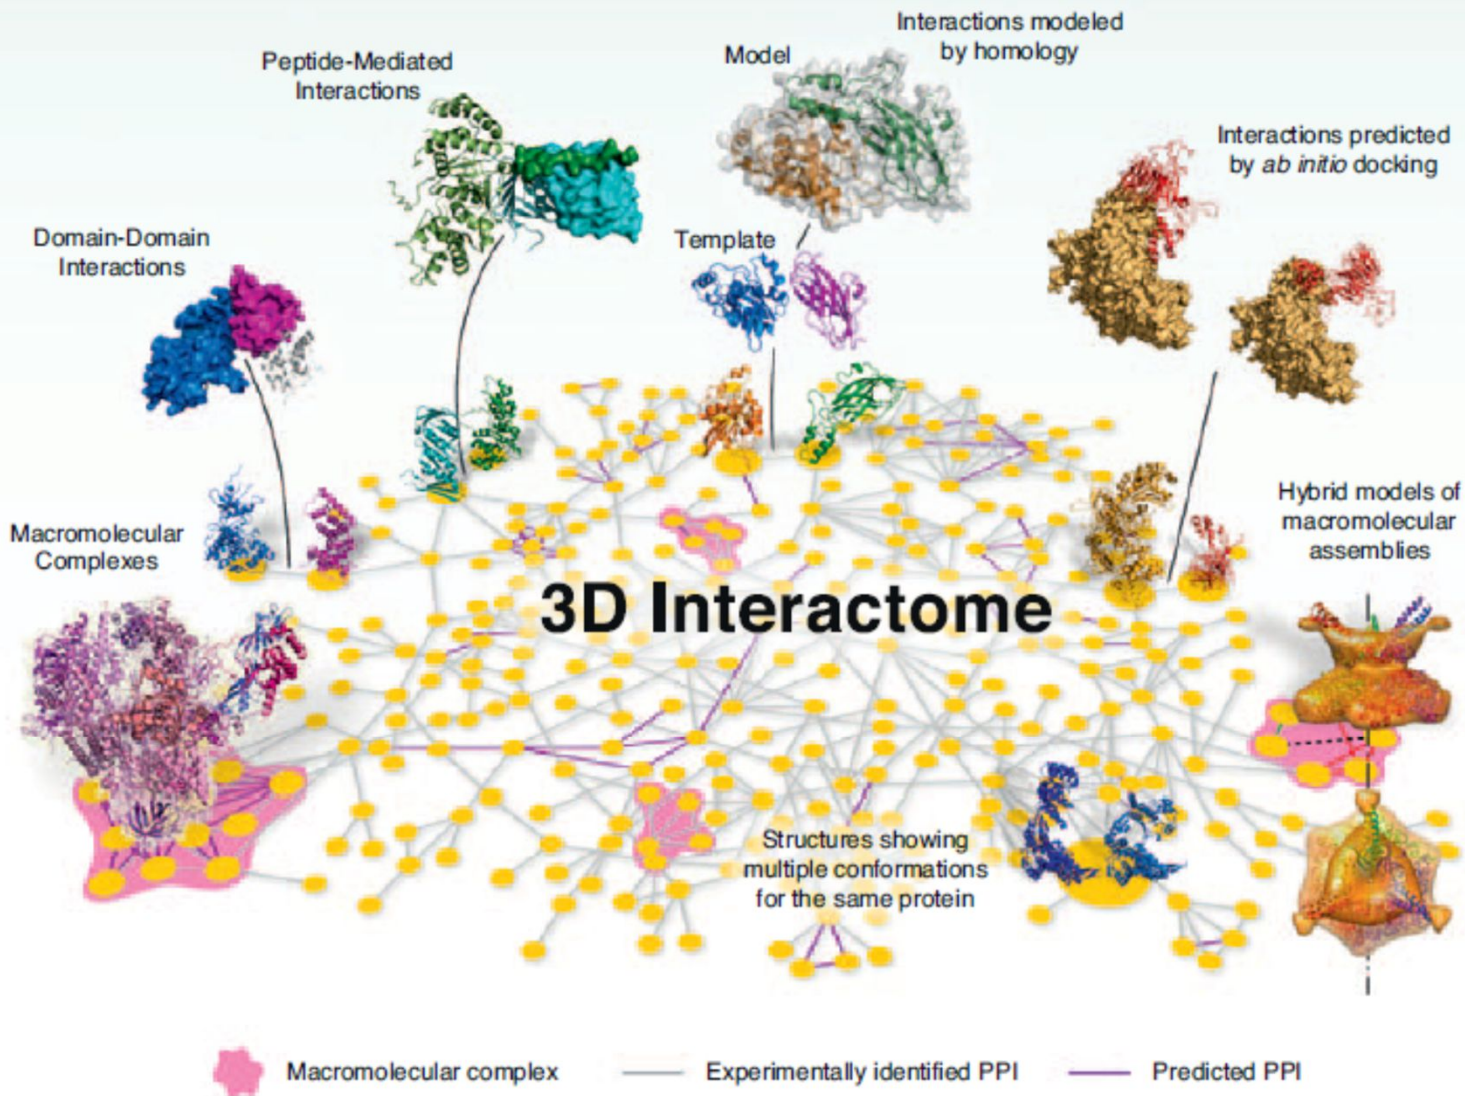 Interactions modeled
by homology
Model
Peptide-Mediated
Interactions
Interactions predicted
by ab initio docking
Domain-Domain
Interactions
Template
Hybrid models of
macromolecular
assemblies
Macromolecular
Complexes
3D Interactome
Structures showing
multiple conformations
for the same protein
Macromolecular complex
Experimentally identified PPI
Predicted PPI